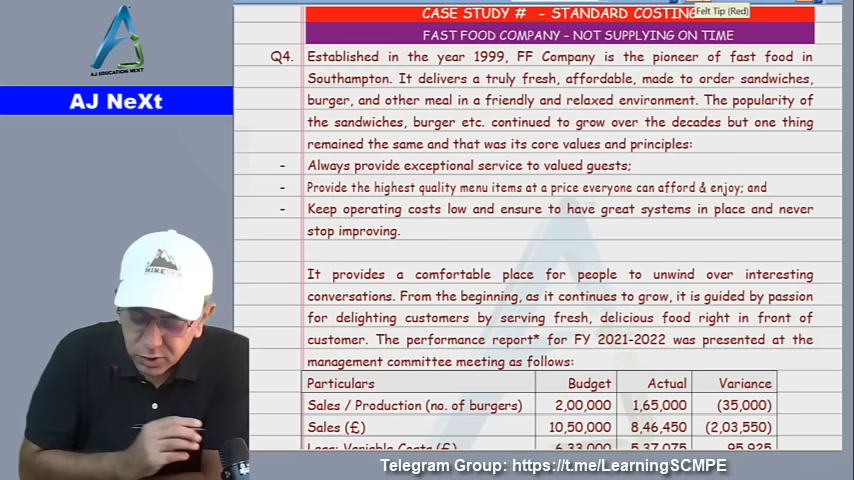 CASE STUDY # - STANDARD COSTING
Felt Tip (Red)
FAST FOOD COMPANY - NOT SUPPLYING ON TIME
AJ EDUCATION NEXT
AJ NeXt
Q4. Established in the year 1999, FF Company is the pioneer of fast food in
Southampton. It delivers a truly fresh, affordable, made to order sandwiches,
burger, and other meal in a friendly and relaxed environment. The popularity of
the sandwiches, burger etc. continued to grow over the decades but one thing
remained the same and that was its core values and principles:
- Always provide exceptional service to valued guests;
- Provide the highest quality menu items at a price everyone can afford & enjoy; and
- Keep operating costs low and ensure to have great systems in place and never
stop improving.
It provides a comfortable place for people to unwind over interesting
conversations. From the beginning, as it continues to grow, it is guided by passion
for delighting customers by serving fresh, delicious food right in front of
customer. The performance report* for FY 2021-2022 was presented at the
management committee meeting as follows:
Particulars Budget Actual Variance
Sales / Production (no. of burgers) 2,00,000 1,65,000 (35,000)
Sales (£) 10,50,000 8,46,450 (2,03,550)
Less: Variable Costs (£) 6,33,000 5,37,075 95,925
Telegram Group: https://t.me/LearningSCMPE